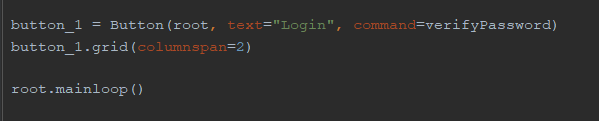 button_1 = Button(root, text="Login", command=verifyPassword)
button_1.grid(columnspan=2)
root.mainloop()